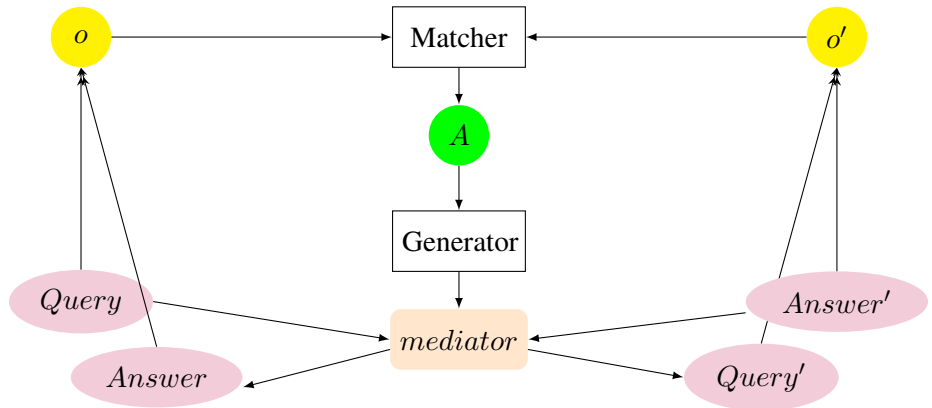 o
Matcher
o′
A
Generator
Query
Answer′
mediator
Answer
Query′